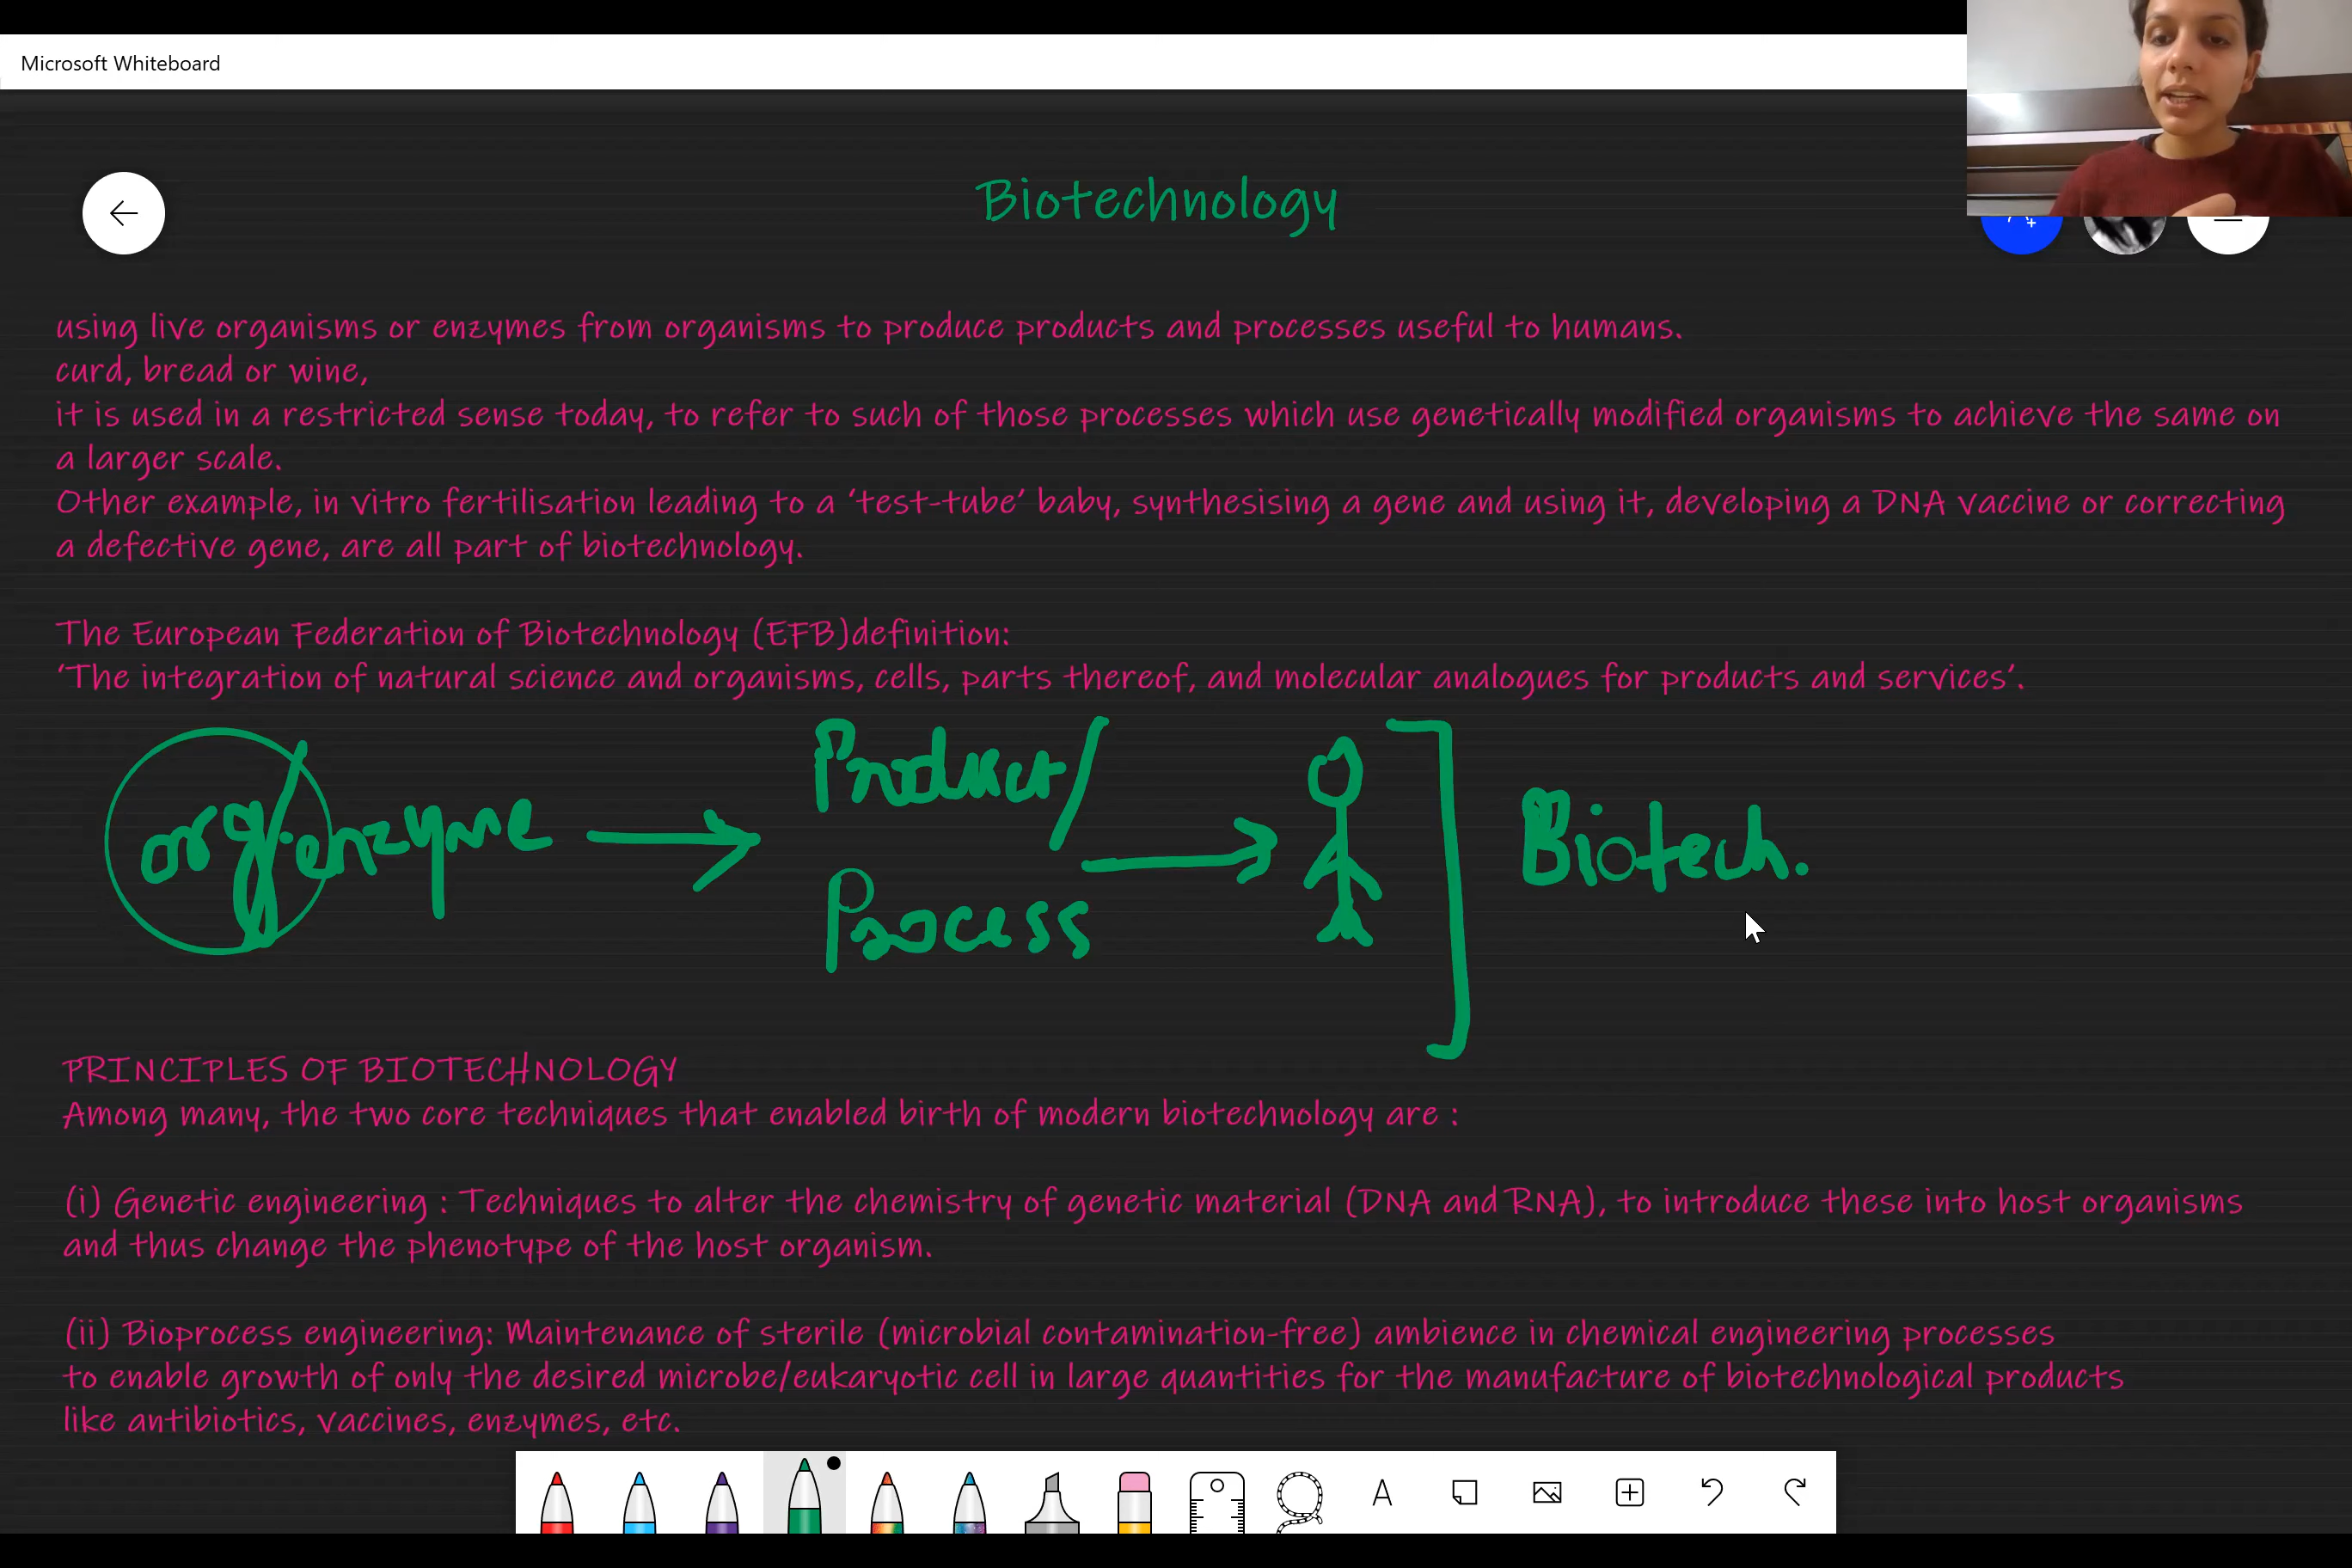 Microsoft Whiteboard
Biotechnology
using live organisms or enzymes from organisms to produce products and processes useful to humans.
curd, bread or wine,
it is used in a restricted sense today, to refer to such of those processes which use genetically modified organisms to achieve the same on
a larger scale.
Other example, in vitro fertilisation leading to a ‘test-tube’ baby, synthesising a gene and using it, developing a DNA vaccine or correcting
a defective gene, are all part of biotechnology.
The European Federation of Biotechnology (EFB)definition:
‘The integration of natural science and organisms, cells, parts thereof, and molecular analogues for products and services’.
org./enzyme → Product/ → Biotech.
Process
PRINCIPLES OF BIOTECHNOLOGY
Among many, the two core techniques that enabled birth of modern biotechnology are :
(i) Genetic engineering : Techniques to alter the chemistry of genetic material (DNA and RNA), to introduce these into host organisms
and thus change the phenotype of the host organism.
(ii) Bioprocess engineering: Maintenance of sterile (microbial contamination-free) ambience in chemical engineering processes
to enable growth of only the desired microbe/eukaryotic cell in large quantities for the manufacture of biotechnological products
like antibiotics, vaccines, enzymes, etc.